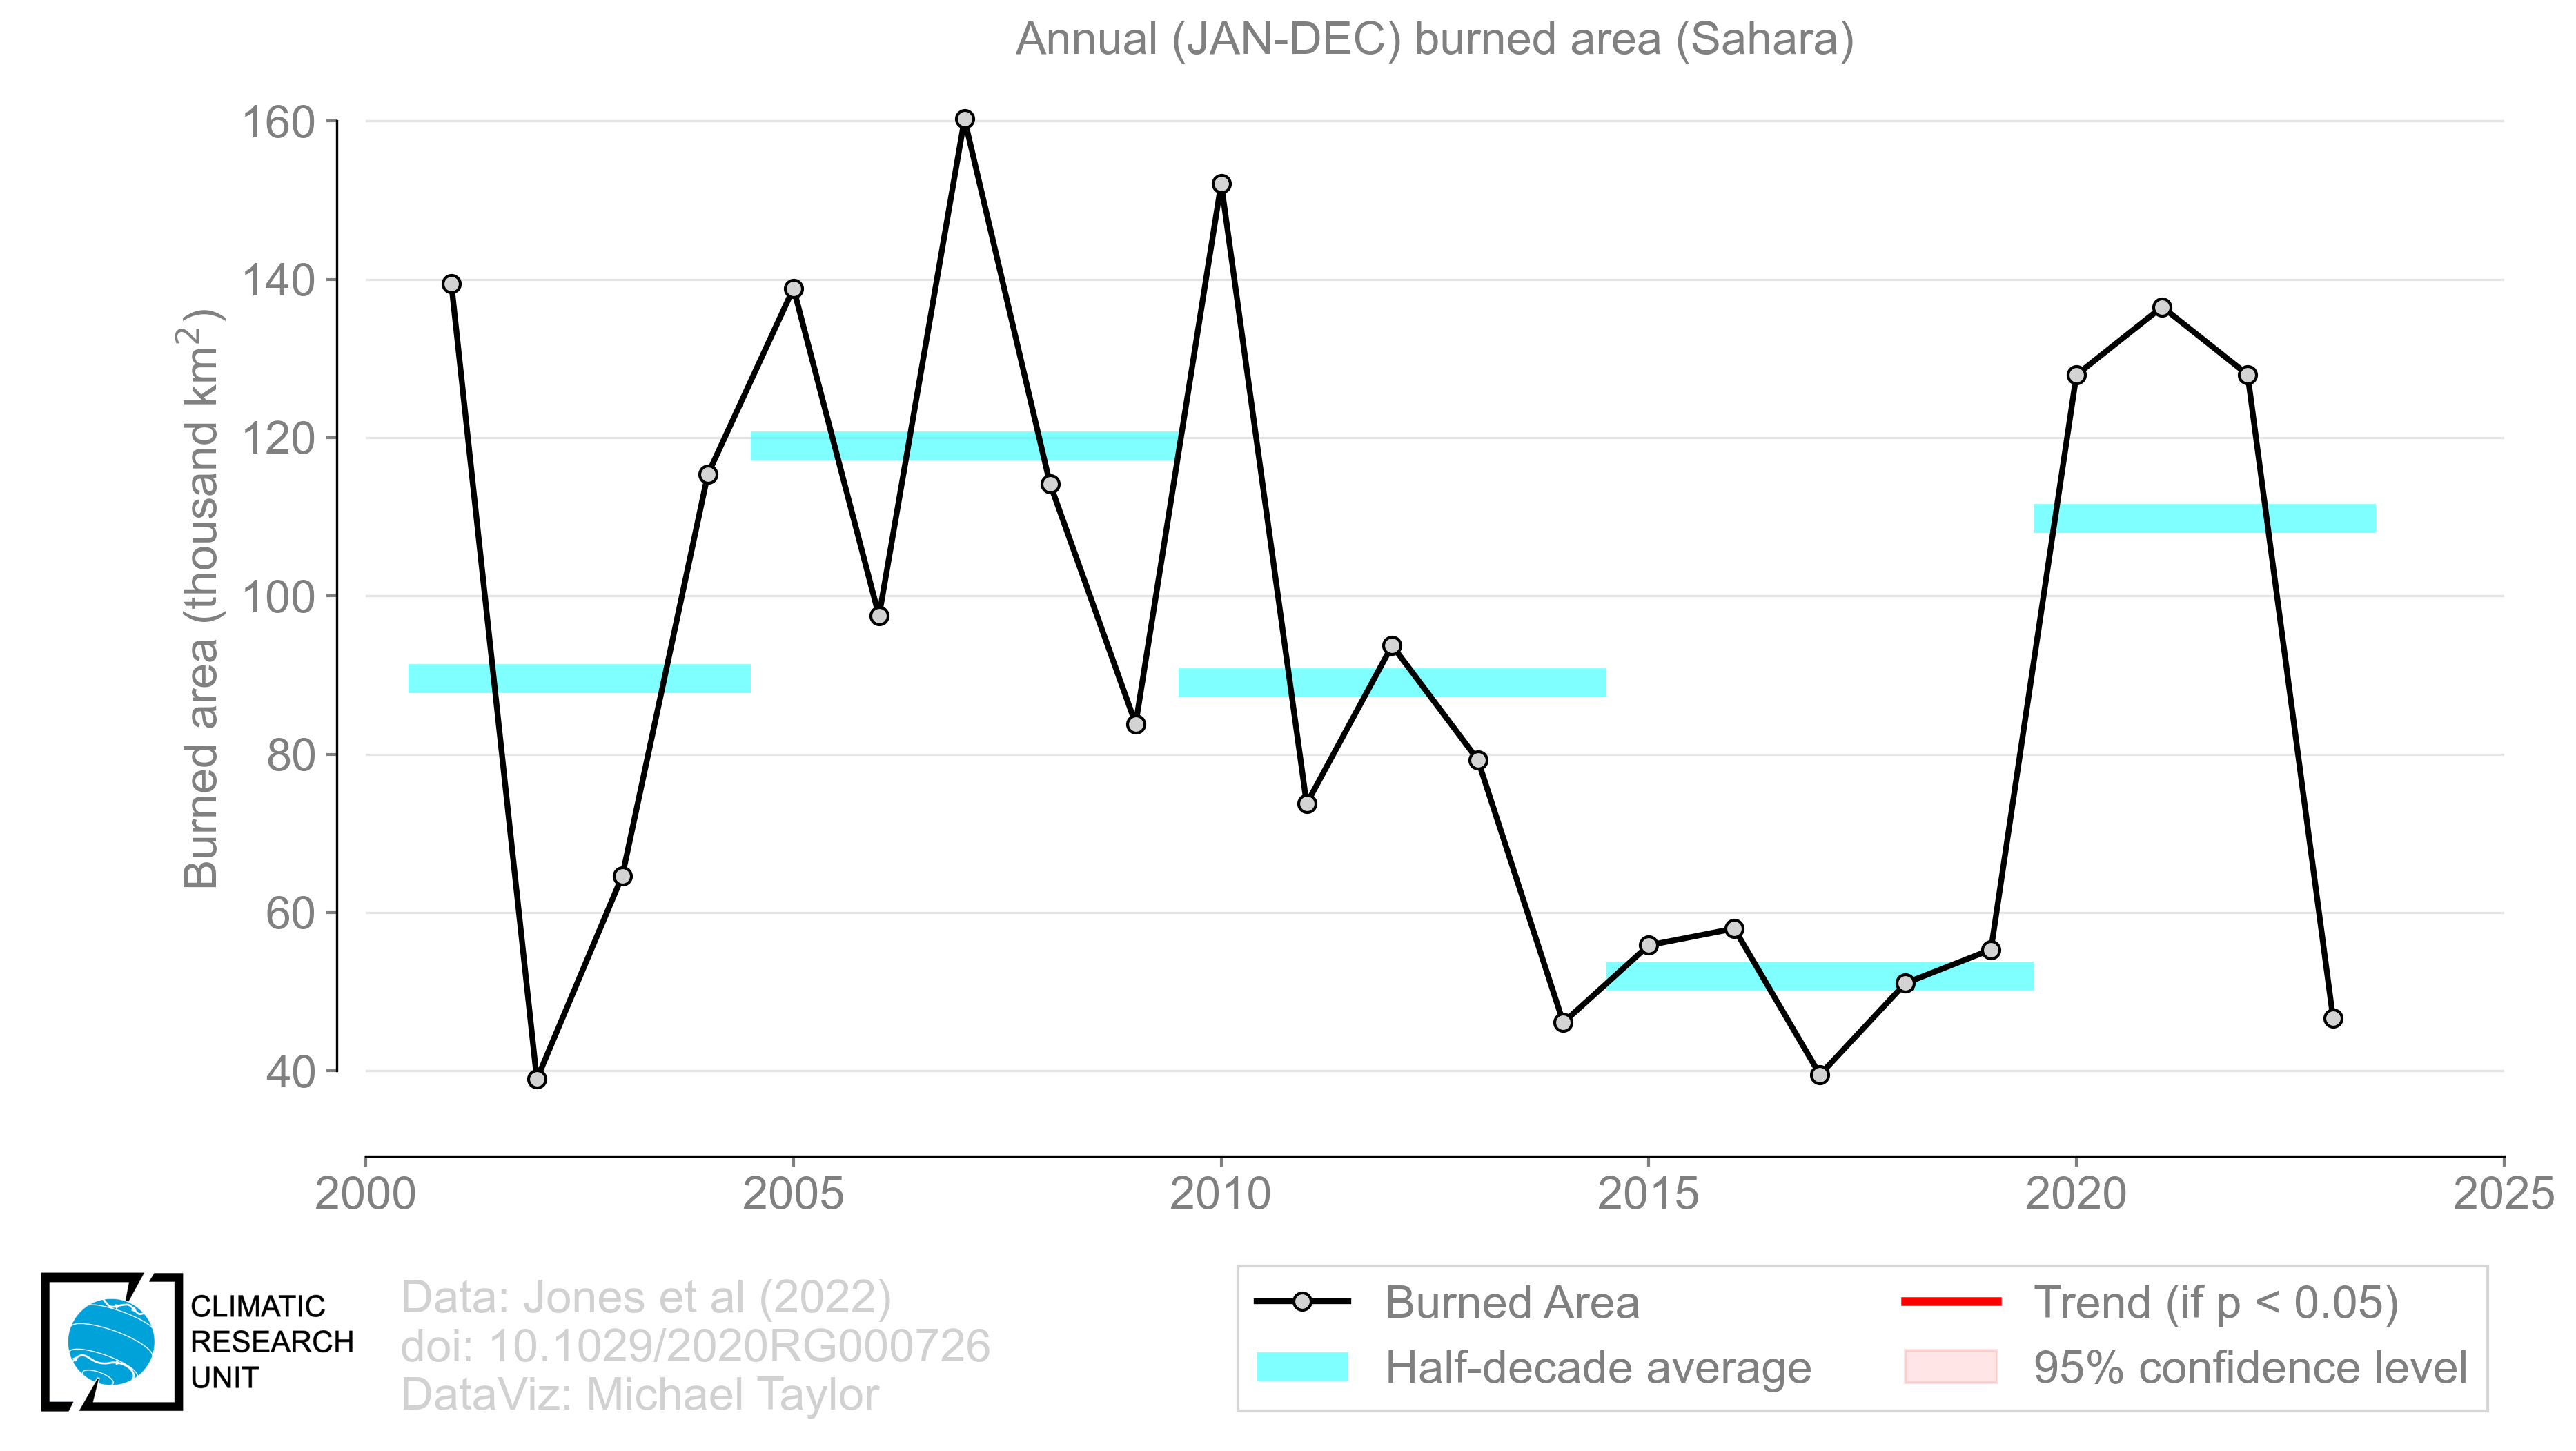 Annual (JAN-DEC) burned area (Sahara)
Burned area (thousand km²)
160
140
120
100
80
60
40
2000 2005 2010 2015 2020 2025
CLIMATIC
RESEARCH
UNIT
Data: Jones et al (2022)
doi: 10.1029/2020RG000726
DataViz: Michael Taylor
Burned Area
Half-decade average
Trend (if p < 0.05)
95% confidence level